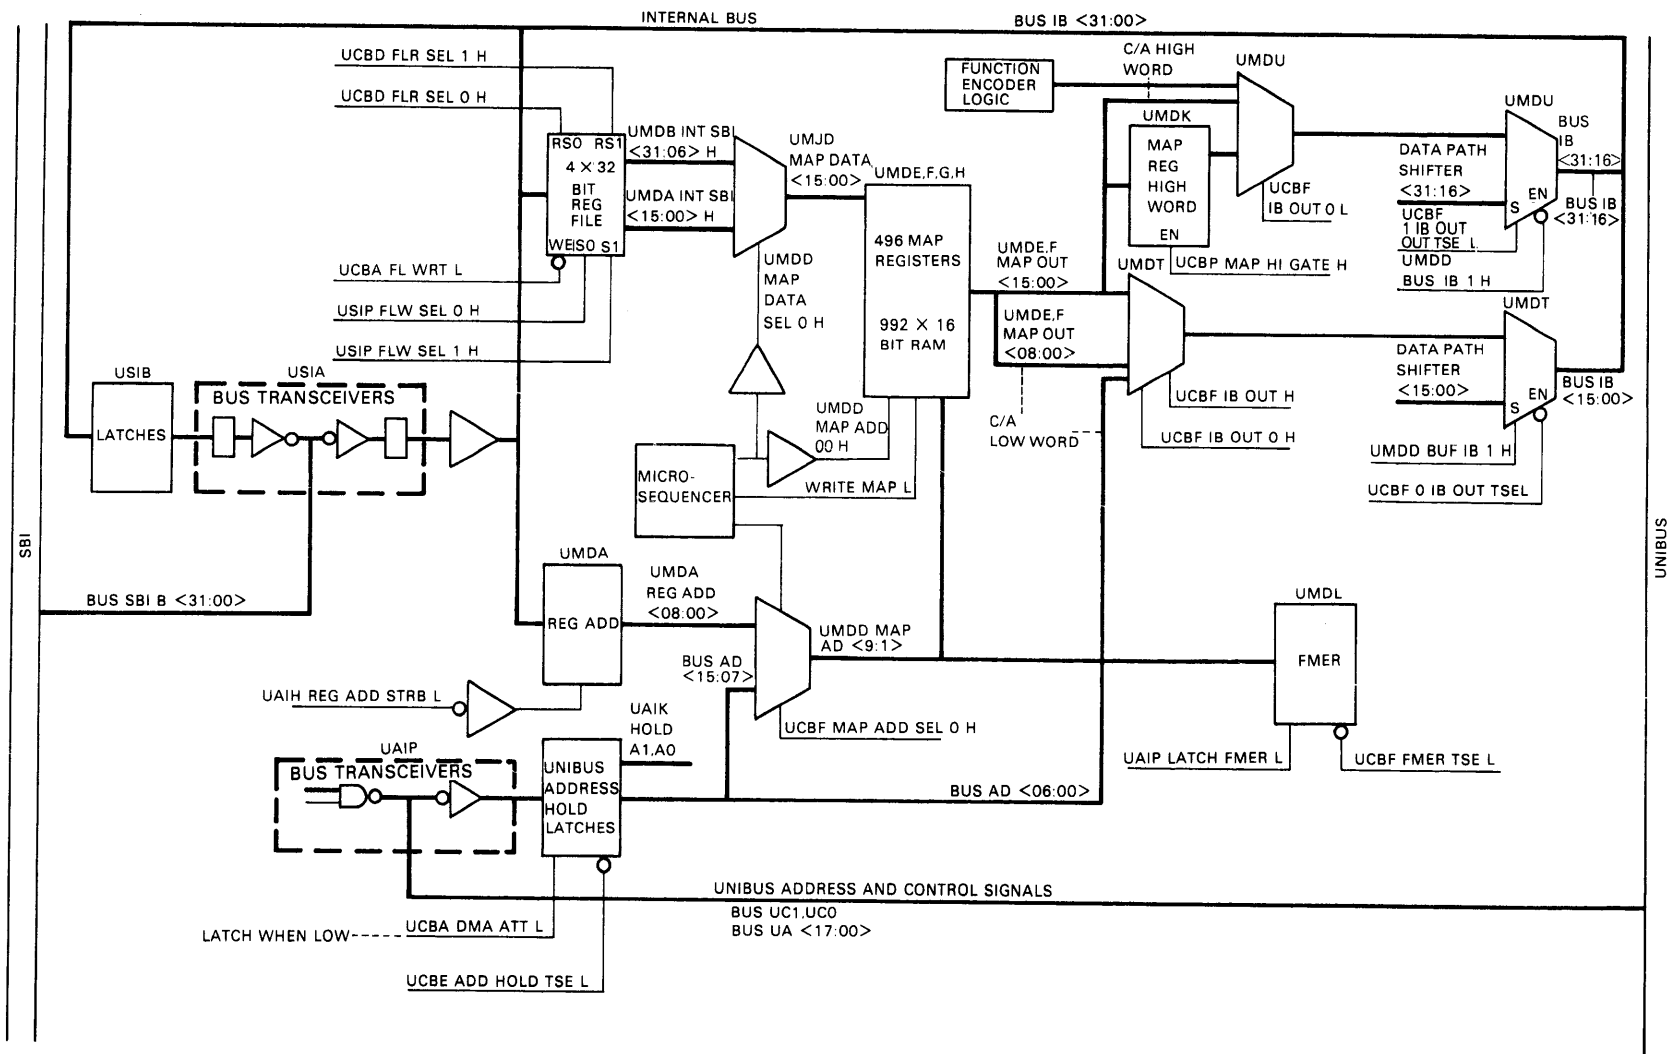 INTERNAL BUS
BUS IB <31:00>
UCBD FLR SEL 1 H
UCBD FLR SEL 0 H
RS0 RS1
4 X 32
BIT
REG
FILE
WE S0 S1
UCBA FL WRT L
USIP FLW SEL 0 H
USIP FLW SEL 1 H
UMDB INT SBI
<31:06> H
UMDA INT SBI
<15:00> H
UMJD
MAP DATA
<15:00>
UMDD
MAP
DATA
SEL 0 H
UMDE,F,G,H
496 MAP
REGISTERS
992 X 16
BIT RAM
FUNCTION
ENCODER
LOGIC
C/A HIGH
WORD
UMDU
UMDK
MAP
REG
HIGH
WORD
EN
UCBF
IB OUT 0 L
UCBP MAP HI GATE H
UMDU
BUS
IB
<31:16>
DATA PATH
SHIFTER
<31:16>
S EN
BUS IB
<31:16>
UCBF
1 IB OUT
OUT TSE L
UMDD
BUS IB 1 H
UMDE,F
MAP OUT
<15:00>
UMDE,F
MAP OUT
<08:00>
UMDT
C/A
LOW WORD
UCBF IB OUT H
UCBF IB OUT 0 H
UMDT
DATA PATH
SHIFTER
<15:00>
S EN
BUS IB
<15:00>
UMDD BUF IB 1 H
UCBF 0 IB OUT TSEL
USIB
LATCHES
USIA
BUS TRANSCEIVERS
MICRO-
SEQUENCER
UMDD
MAP ADD
00 H
WRITE MAP L
SBI
UNIBUS
BUS SBI B <31:00>
UMDA
REG ADD
UMDA
REG ADD
<08:00>
BUS AD
<15:07>
UMDD MAP
AD <9:1>
UCBF MAP ADD SEL 0 H
UAIH REG ADD STRB L
UMDL
FMER
UAIP LATCH FMER L
UCBF FMER TSE L
UAIP
BUS TRANSCEIVERS
UNIBUS
ADDRESS
HOLD
LATCHES
UAIK
HOLD
A1,A0
BUS AD <06:00>
UNIBUS ADDRESS AND CONTROL SIGNALS
BUS UC1,UC0
BUS UA <17:00>
LATCH WHEN LOW
UCBA DMA ATT L
UCBE ADD HOLD TSE L